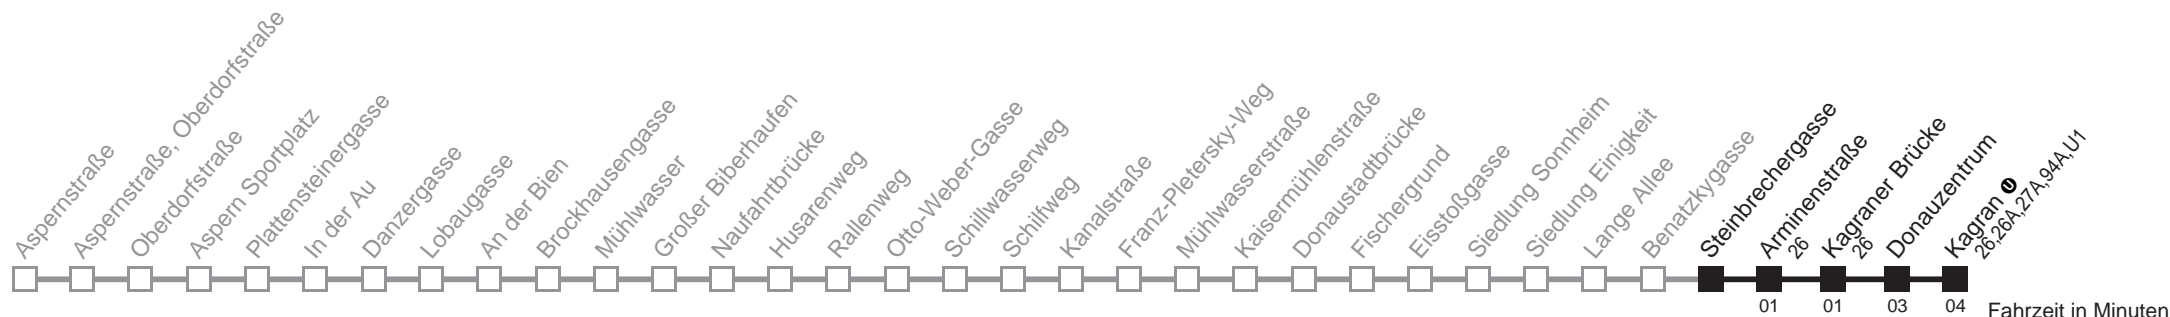 Aspernstraße
Aspernstraße, Oberdorfstraße
Oberdorfstraße
Aspern Sportplatz
Plattensteinergasse
In der Au
Danzergasse
Lobaugasse
An der Bien
Brockhausengasse
Mühlwasser
Großer Biberhaufen
Naufahrtbrücke
Husarenweg
Rallenweg
Otto-Weber-Gasse
Schillwasserweg
Schilfweg
Kanalstraße
Franz-Pletersky-Weg
Mühlwasserstraße
Kaisermühlenstraße
Donaustadtbrücke
Fischergrund
Eisstoßgasse
Siedlung Sonnheim
Siedlung Einigkeit
Lange Allee
Benatzkygasse
Steinbrechergasse
Arminenstraße
26
Kagraner Brücke
26
Donauzentrum
Kagran U
26,26A,27A,94A,U1
01
01
03
04
Fahrzeit in Minuten